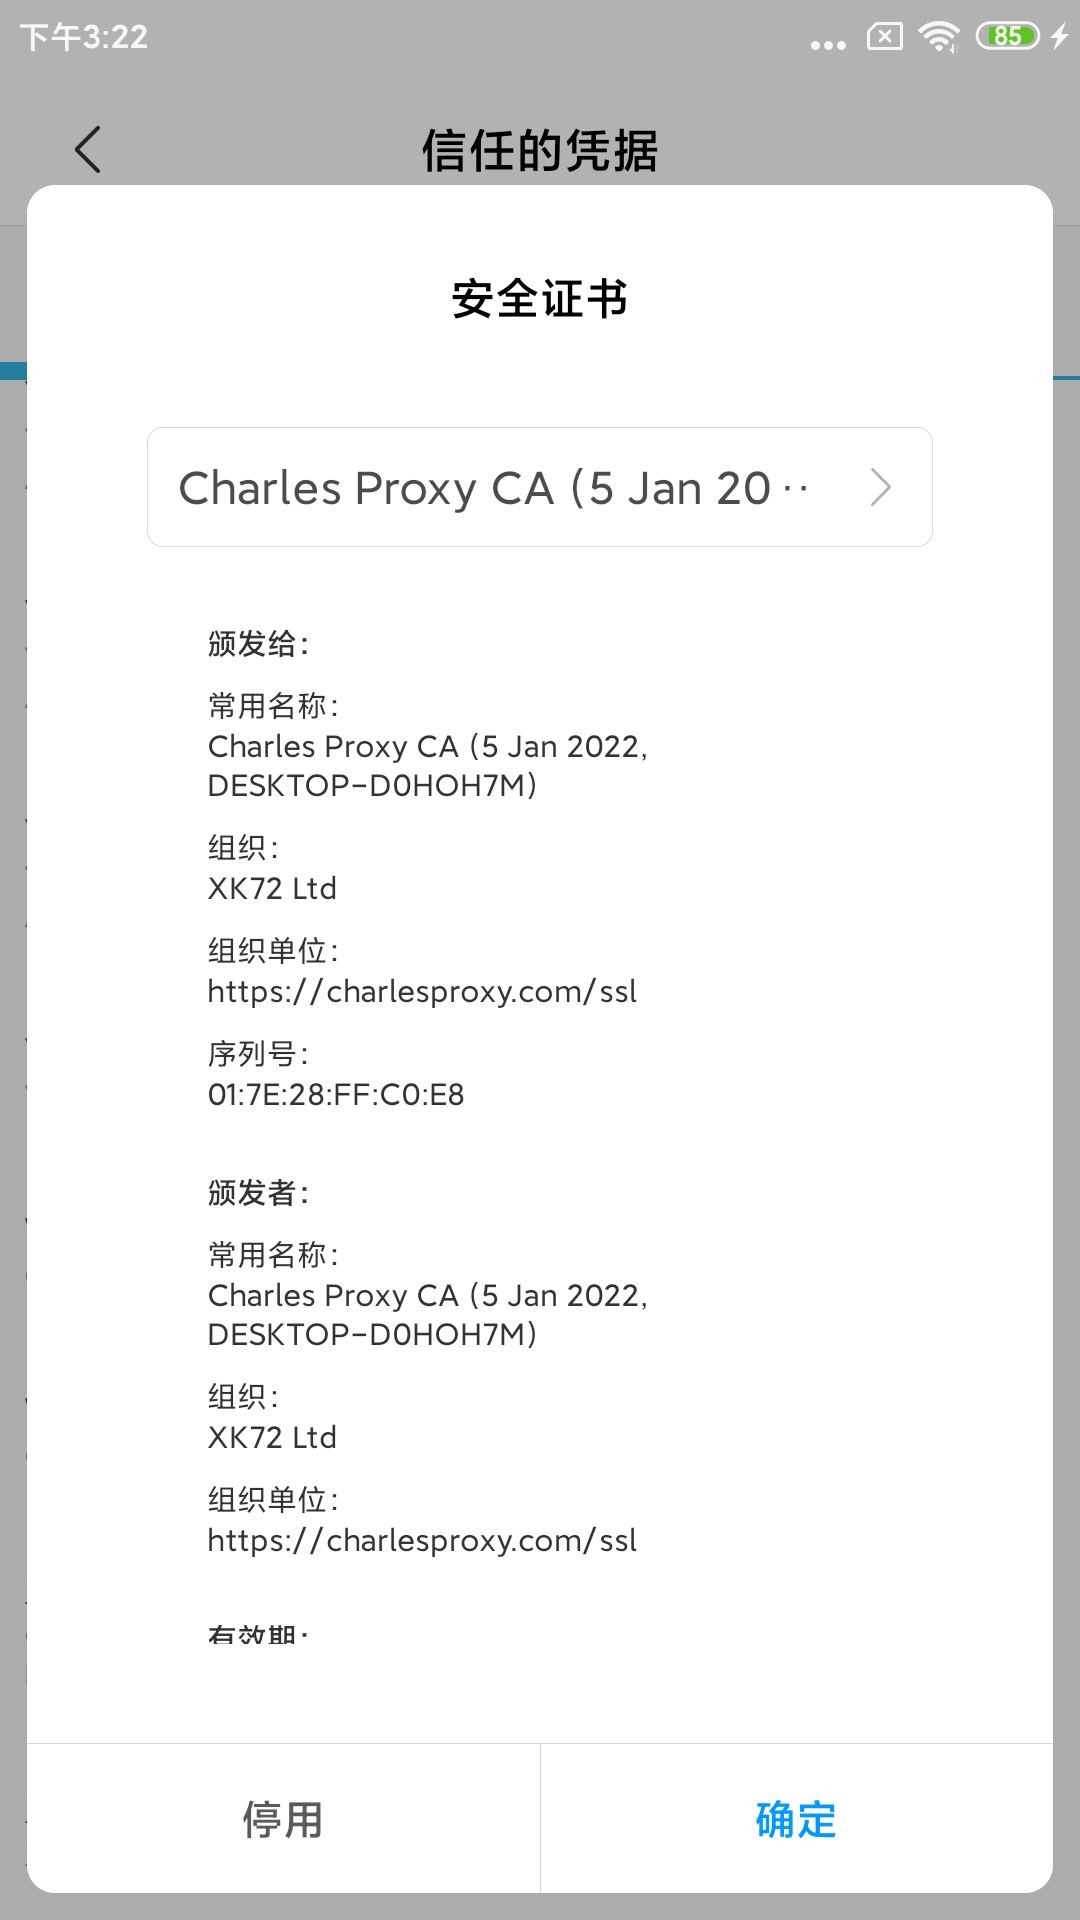 下午3:22
85
信任的凭据
安全证书
Charles Proxy CA (5 Jan 20··
颁发给：
常用名称：
Charles Proxy CA (5 Jan 2022,
DESKTOP-D0HOH7M)
组织：
XK72 Ltd
组织单位：
https://charlesproxy.com/ssl
序列号：
01:7E:28:FF:C0:E8
颁发者：
常用名称：
Charles Proxy CA (5 Jan 2022,
DESKTOP-D0HOH7M)
组织：
XK72 Ltd
组织单位：
https://charlesproxy.com/ssl
有效期：
停用
确定